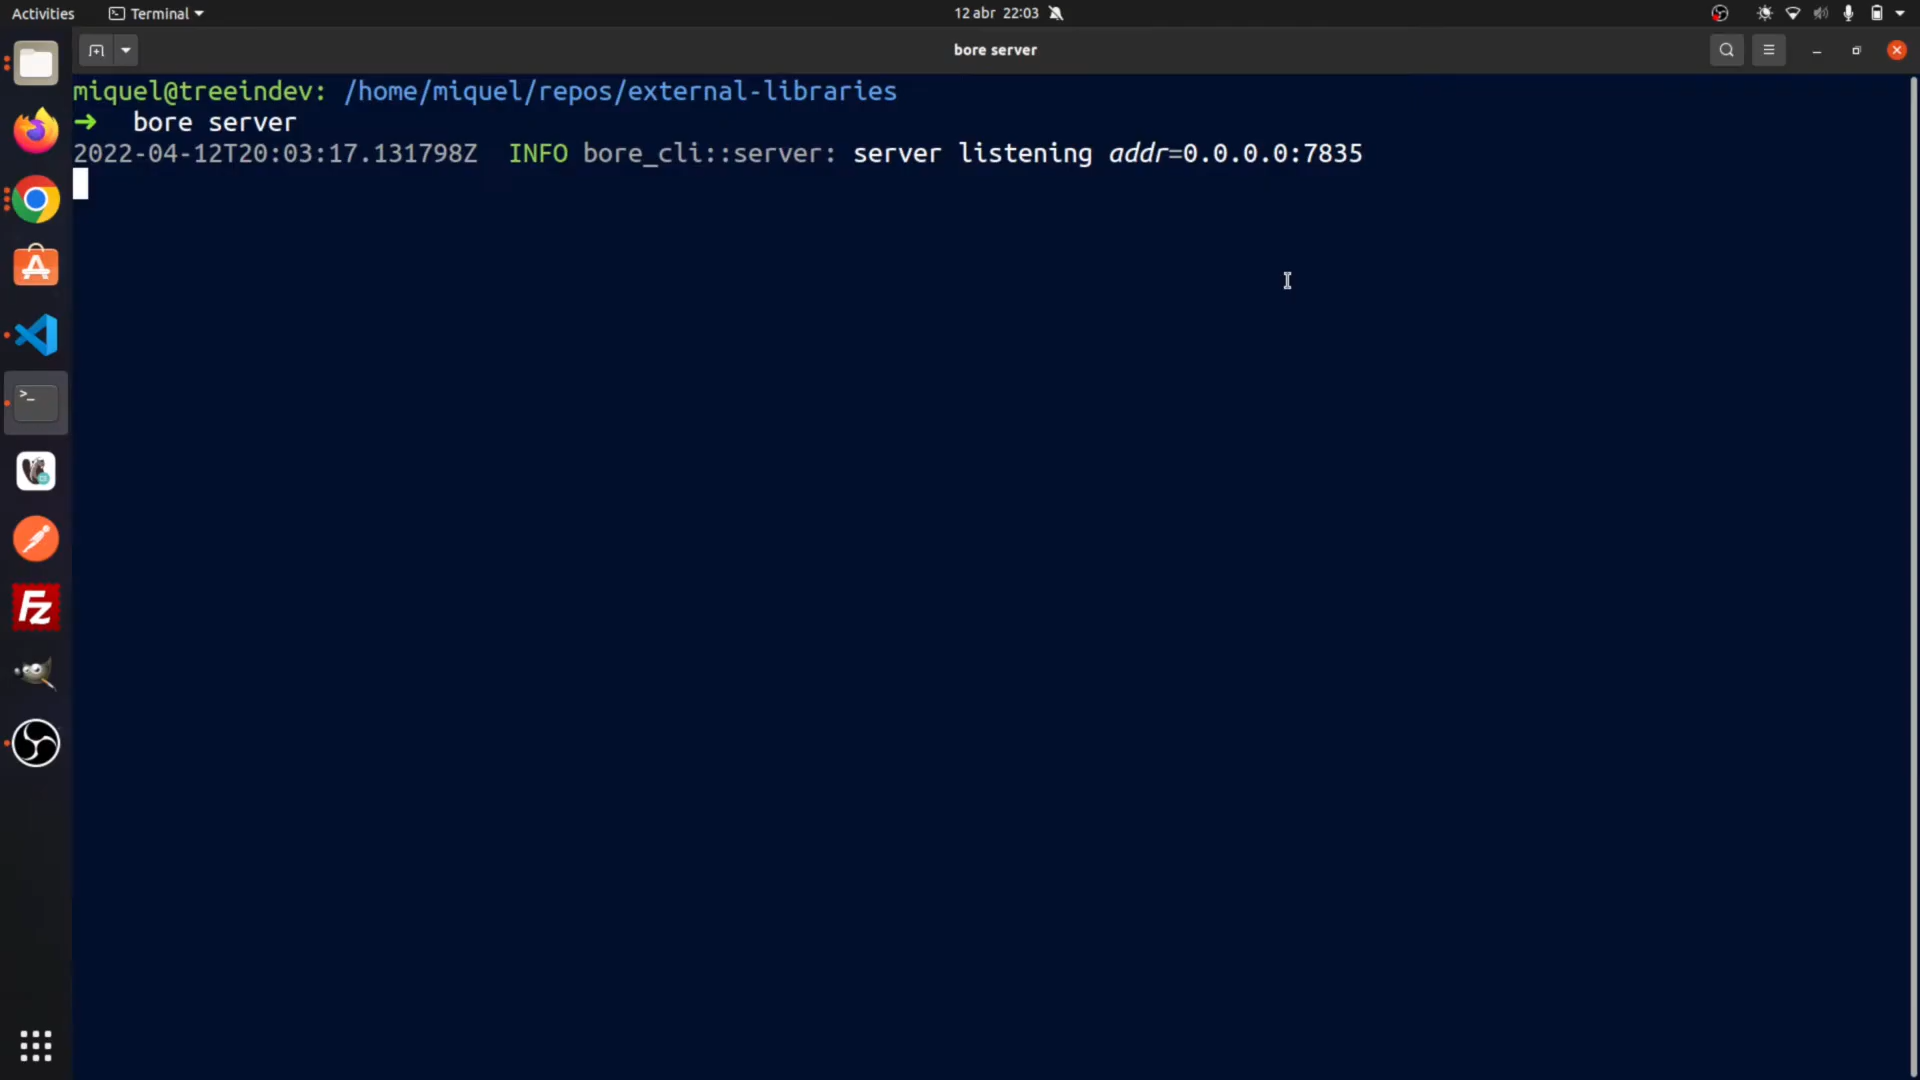 Activities
Terminal
12 abr 22:03
bore server
miquel@treeindev: /home/miquel/repos/external-libraries
➜ bore server
2022-04-12T20:03:17.131798Z INFO bore_cli::server: server listening addr=0.0.0.0:7835